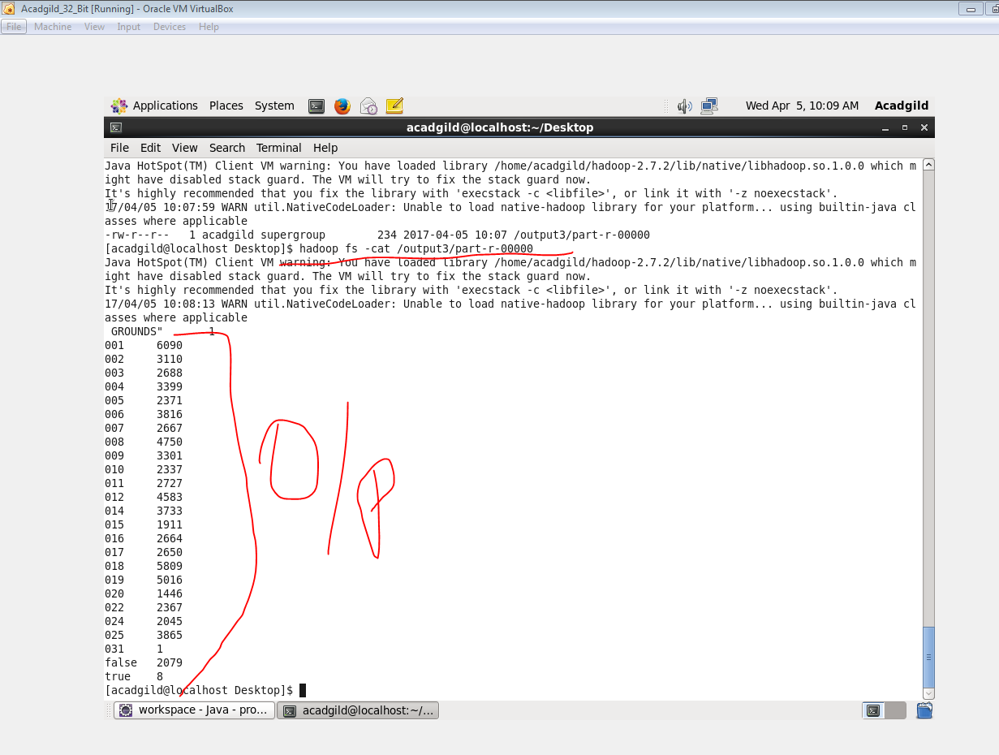 Acadgild_32_Bit [Running] - Oracle VM VirtualBox
File Machine View Input Devices Help
Applications Places System Wed Apr 5, 10:09 AM Acadgild
acadgild@localhost:~/Desktop
File Edit View Search Terminal Help
Java HotSpot(TM) Client VM warning: You have loaded library /home/acadgild/hadoop-2.7.2/lib/native/libhadoop.so.1.0.0 which m
ight have disabled stack guard. The VM will try to fix the stack guard now.
It's highly recommended that you fix the library with 'execstack -c <libfile>', or link it with '-z noexecstack'.
17/04/05 10:07:59 WARN util.NativeCodeLoader: Unable to load native-hadoop library for your platform... using builtin-java cl
asses where applicable
-rw-r--r--   1 acadgild supergroup        234 2017-04-05 10:07 /output3/part-r-00000
[acadgild@localhost Desktop]$ hadoop fs -cat /output3/part-r-00000
Java HotSpot(TM) Client VM warning: You have loaded library /home/acadgild/hadoop-2.7.2/lib/native/libhadoop.so.1.0.0 which m
ight have disabled stack guard. The VM will try to fix the stack guard now.
It's highly recommended that you fix the library with 'execstack -c <libfile>', or link it with '-z noexecstack'.
17/04/05 10:08:13 WARN util.NativeCodeLoader: Unable to load native-hadoop library for your platform... using builtin-java cl
asses where applicable
 GROUNDS"       1
001     6090
002     3110
003     2688
004     3399
005     2371
006     3816
007     2667
008     4750
009     3301
010     2337
011     2727
012     4583
014     3733
015     1911
016     2664
017     2650
018     5809
019     5016
020     1446
022     2367
024     2045
025     3865
031     1
false   2079
true    8
O/P
[acadgild@localhost Desktop]$
workspace - Java - pro... acadgild@localhost:~/...